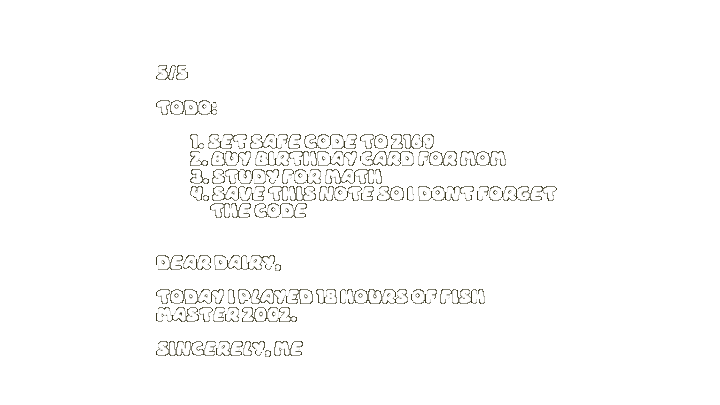 5/5
TODO:
1. SET SAFE CODE TO 2169
2. BUY BIRTHDAY CARD FOR MOM
3. STUDY FOR MATH
4. SAVE THIS NOTE SO I DONT FORGET
THE CODE
DEAR DAIRY,
TODAY I PLAYED 18 HOURS OF FISH
MASTER 2002.
SINCERELY, ME